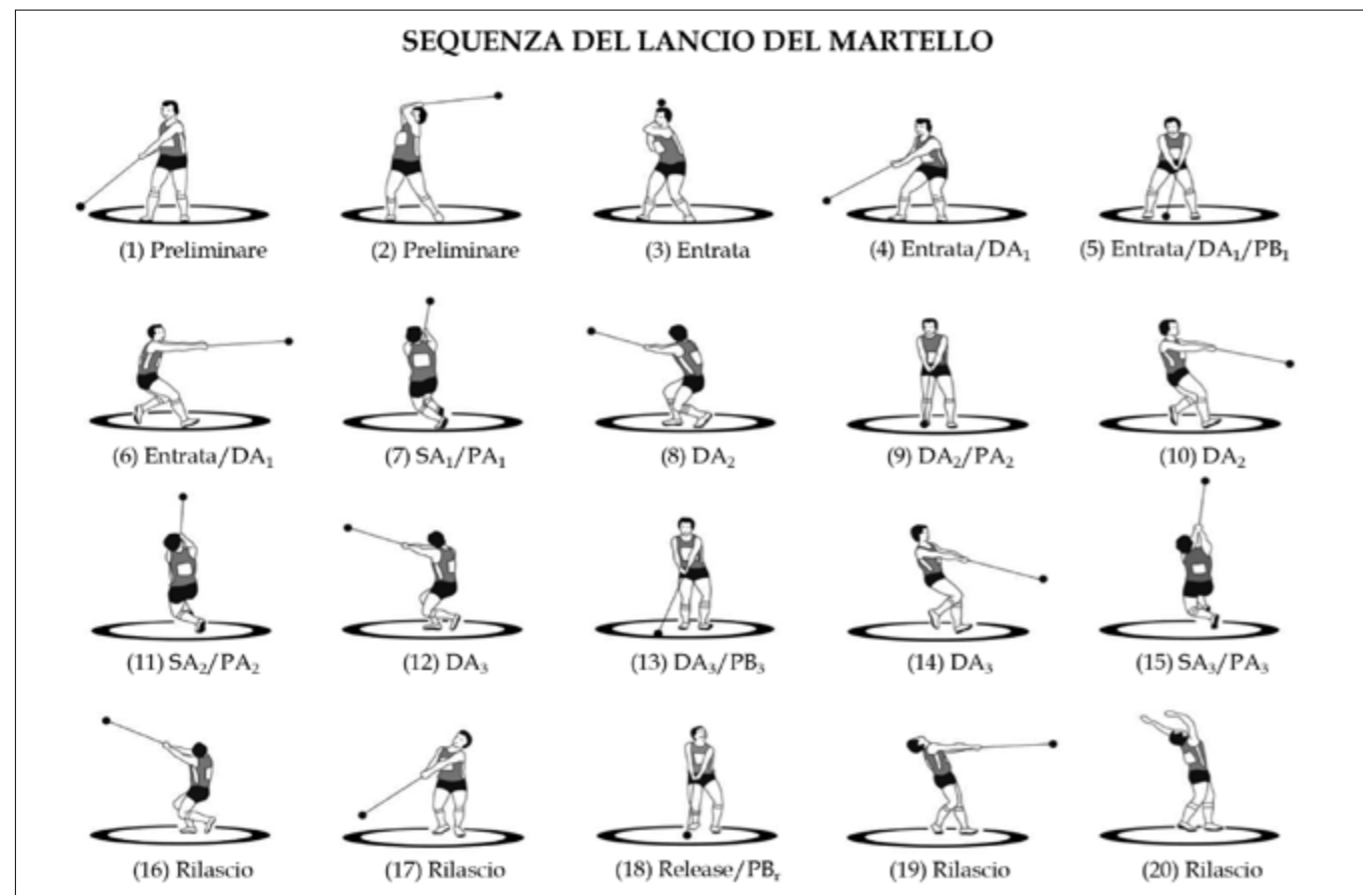 SEQUENZA DEL LANCIO DEL MARTELLO
(1) Preliminare
(2) Preliminare
(3) Entrata
(4) Entrata/DA₁
(5) Entrata/DA₁/PB₁
(6) Entrata/DA₁
(7) SA₁/PA₁
(8) DA₂
(9) DA₂/PA₂
(10) DA₂
(11) SA₂/PA₂
(12) DA₃
(13) DA₃/PB₃
(14) DA₃
(15) SA₃/PA₃
(16) Rilascio
(17) Rilascio
(18) Release/PBᵣ
(19) Rilascio
(20) Rilascio